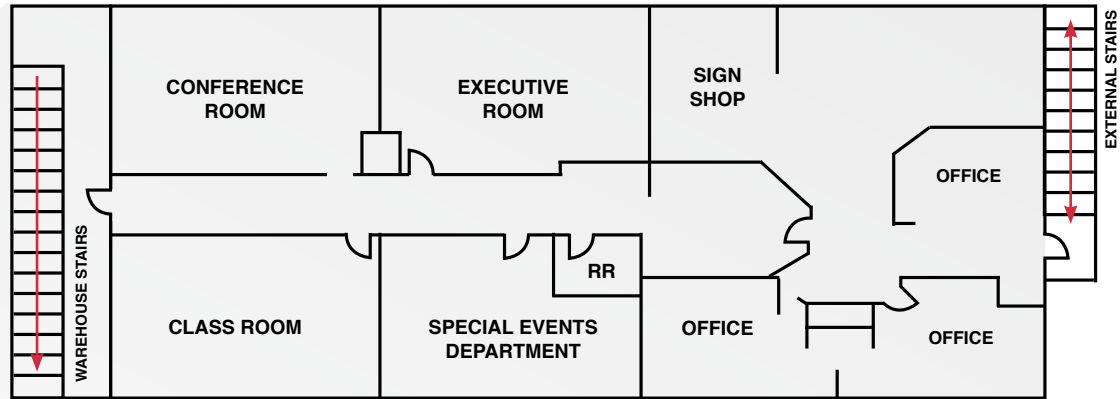 CONFERENCE
ROOM
EXECUTIVE
ROOM
SIGN
SHOP
EXTERNAL STAIRS
OFFICE
WAREHOUSE STAIRS
RR
CLASS ROOM
SPECIAL EVENTS
DEPARTMENT
OFFICE
OFFICE